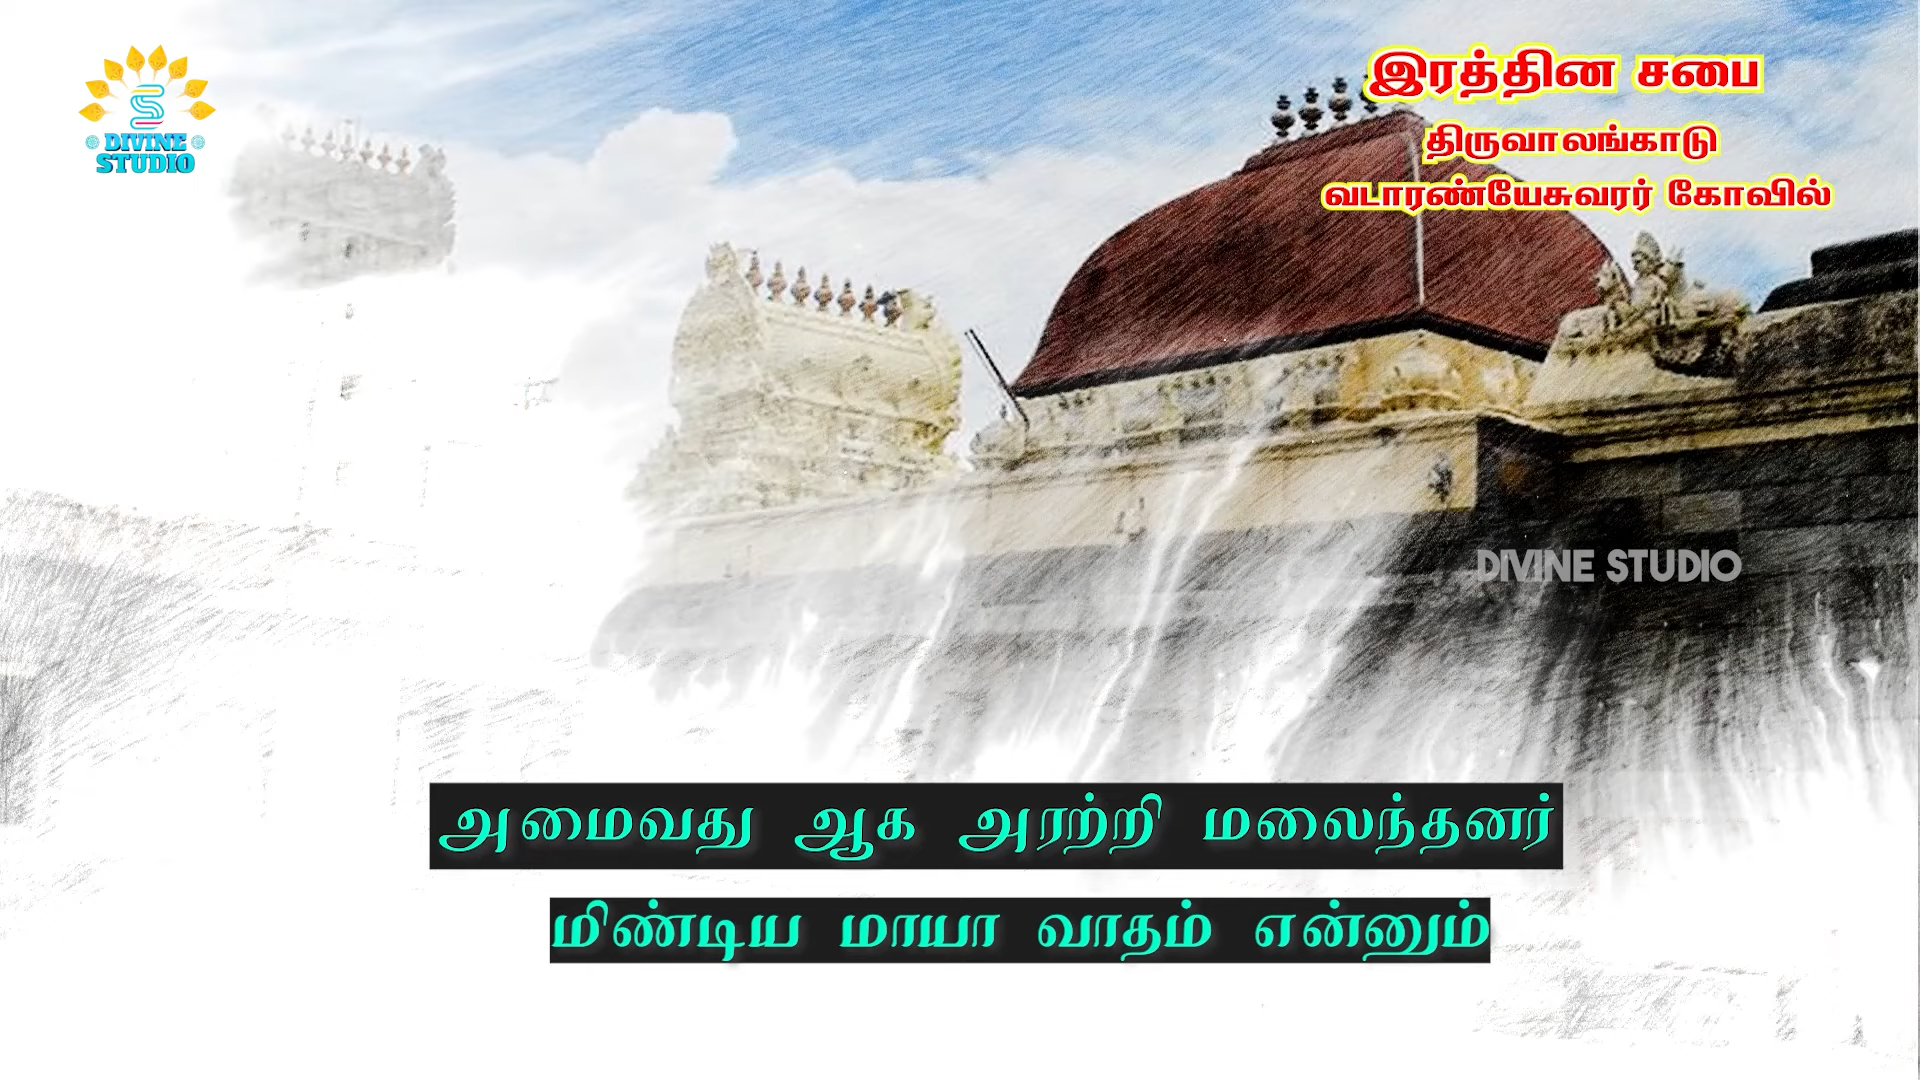 DIVINE
STUDIO
இரத்தின சபை
திருவாலங்காடு
வடாரண்யேசுவரர் கோவில்
DIVINE STUDIO
அமைவது ஆக அரற்றி மலைந்தனர்
மிண்டிய மாயா வாதம் என்னும்